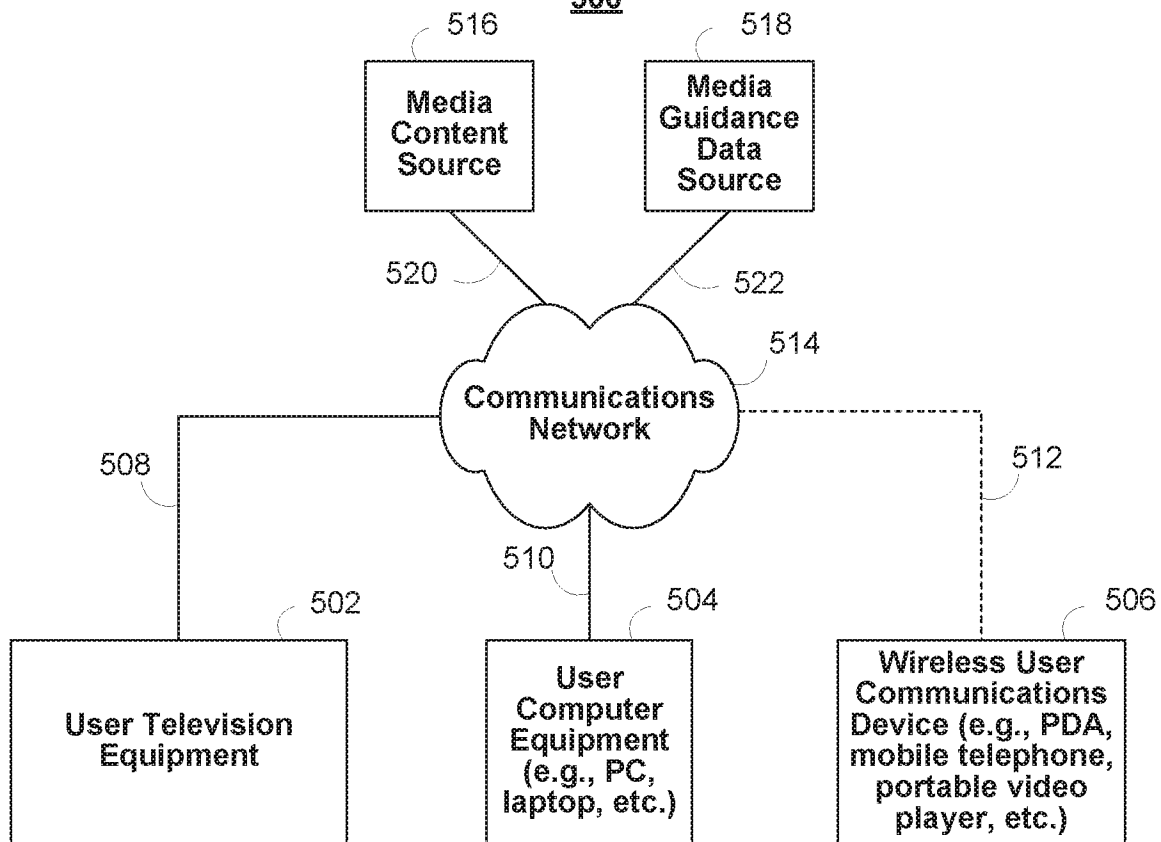 516
518
Media
Content
Source
Media
Guidance
Data
Source
520
522
514
Communications
Network
508
512
510
502
504
506
User Television
Equipment
User
Computer
Equipment
(e.g., PC,
laptop, etc.)
Wireless User
Communications
Device (e.g., PDA,
mobile telephone,
portable video
player, etc.)